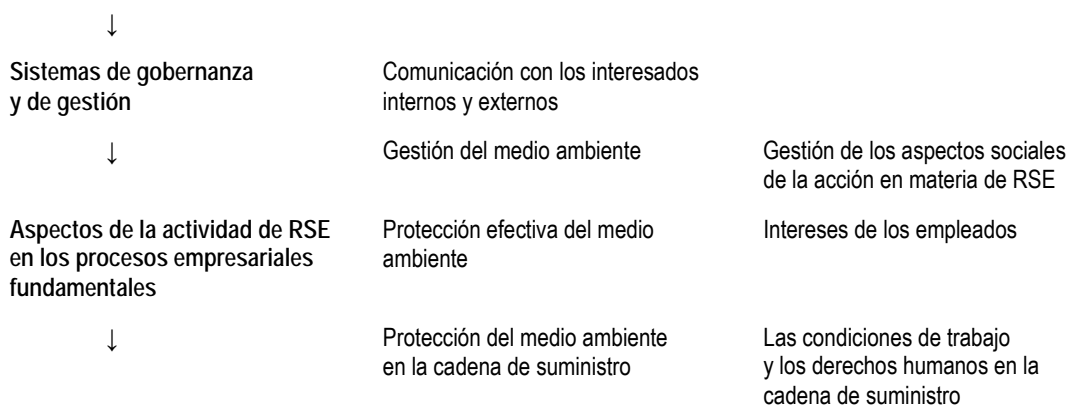 ↓
Sistemas de gobernanza
y de gestión
Comunicación con los interesados
internos y externos
↓
Gestión del medio ambiente
Gestión de los aspectos sociales
de la acción en materia de RSE
Aspectos de la actividad de RSE
en los procesos empresariales
fundamentales
Protección efectiva del medio
ambiente
Intereses de los empleados
↓
Protección del medio ambiente
en la cadena de suministro
Las condiciones de trabajo
y los derechos humanos en la
cadena de suministro